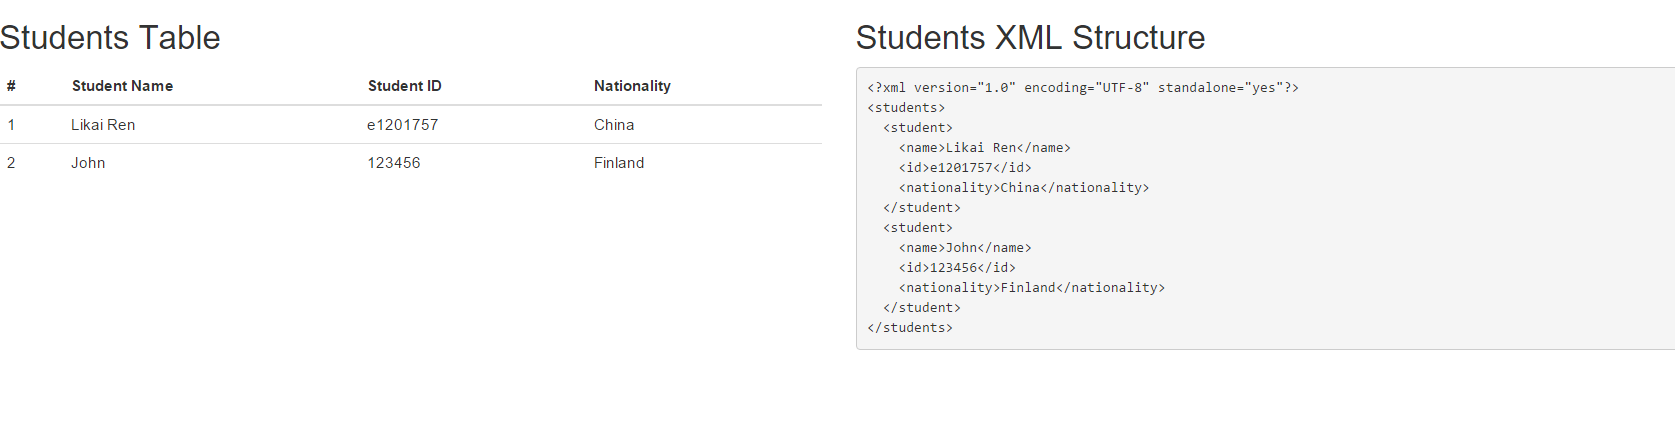 Students Table
# Student Name Student ID Nationality
1 Likai Ren e1201757 China
2 John 123456 Finland
Students XML Structure
<?xml version="1.0" encoding="UTF-8" standalone="yes"?>
<students>
  <student>
    <name>Likai Ren</name>
    <id>e1201757</id>
    <nationality>China</nationality>
  </student>
  <student>
    <name>John</name>
    <id>123456</id>
    <nationality>Finland</nationality>
  </student>
</students>